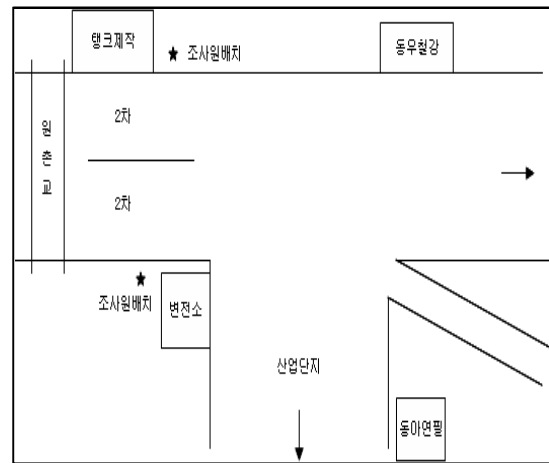 탱크제작
★ 조사원배치
동우철강
원촌교
2차
2차
→
★
조사원배치
변전소
산업단지
동아연필